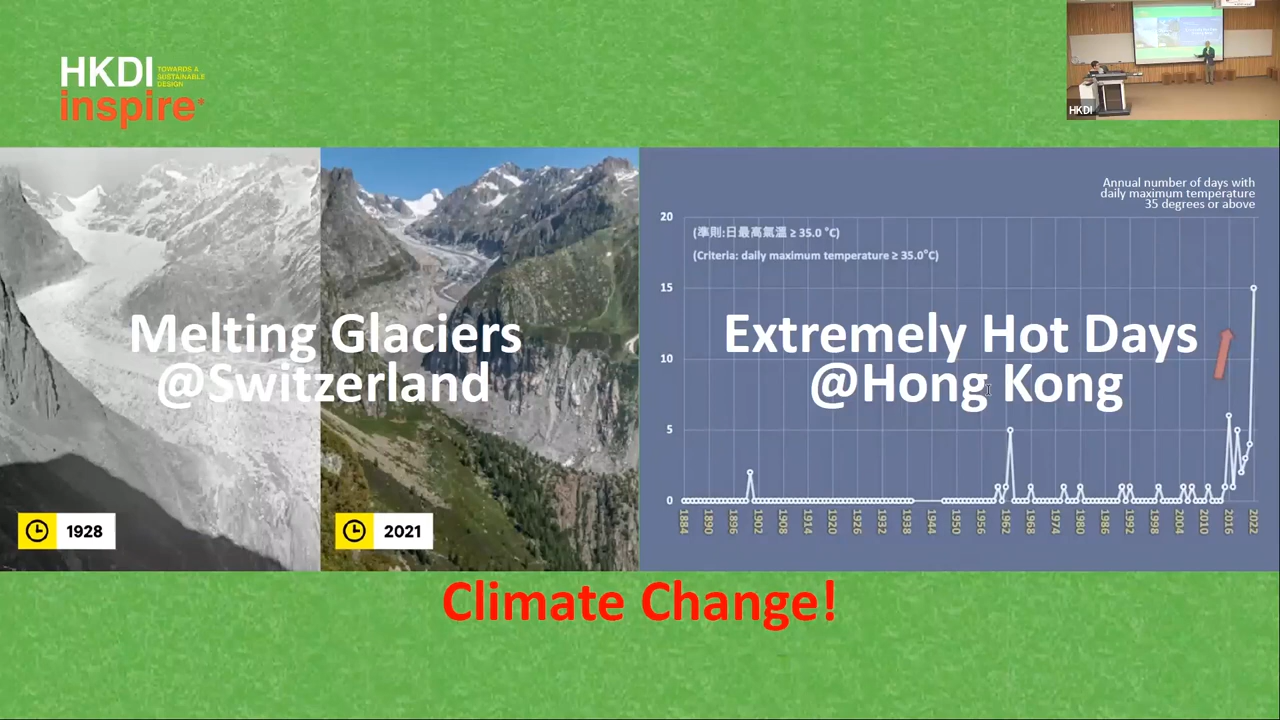 HKDI
TOWARDS A
SUSTAINABLE
DESIGN
inspire*
HKDI
Melting Glaciers
@Switzerland
1928
2021
Annual number of days with
daily maximum temperature
35 degrees or above
(準則:日最高氣溫 ≥ 35.0 °C)
(Criteria: daily maximum temperature ≥ 35.0°C)
Extremely Hot Days
@Hong Kong
20
15
10
5
0
1884 1890 1896 1902 1908 1914 1920 1926 1932 1938 1944 1950 1956 1962 1968 1974 1980 1986 1992 1998 2004 2010 2016 2022
Climate Change!